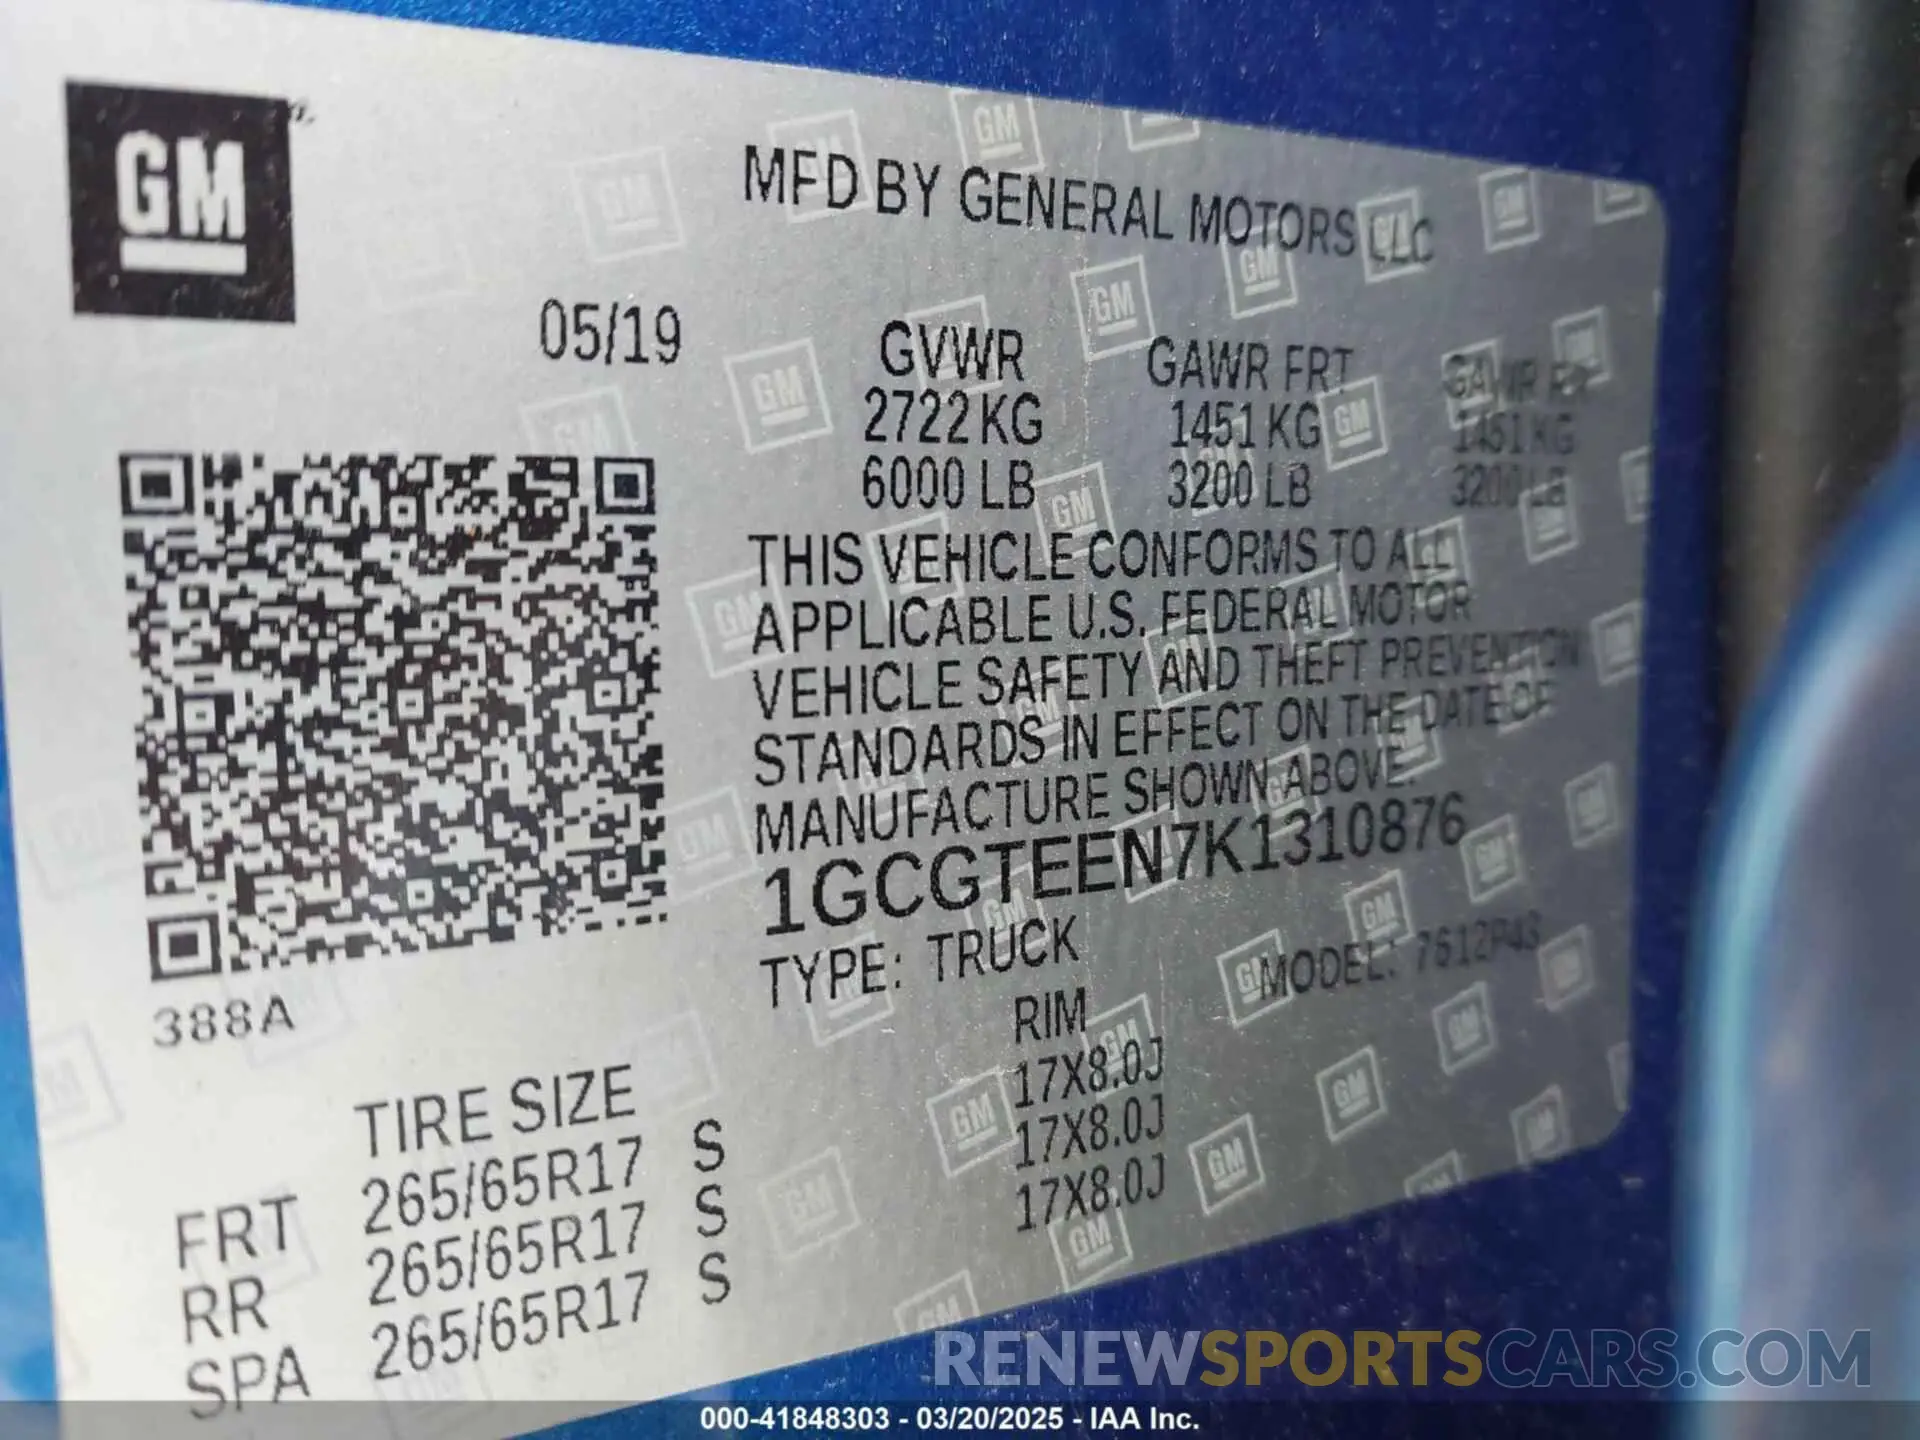 GM
MFD BY GENERAL MOTORS LLC
05/19
GVWR GAWR FRT GAWR RR
2722 KG 1451 KG 1451 KG
6000 LB 3200 LB 3200 LB
THIS VEHICLE CONFORMS TO ALL
APPLICABLE U.S. FEDERAL MOTOR
VEHICLE SAFETY AND THEFT PREVENTION
STANDARDS IN EFFECT ON THE DATE OF
MANUFACTURE SHOWN ABOVE.
1GCGTEEN7K1310876
TYPE: TRUCK MODEL: 7612P43
388A
TIRE SIZE RIM
FRT 265/65R17 S 17X8.0J
RR 265/65R17 S 17X8.0J
SPA 265/65R17 S 17X8.0J
RENEWSPORTSCARS.COM
000-41848303 - 03/20/2025 - IAA Inc.